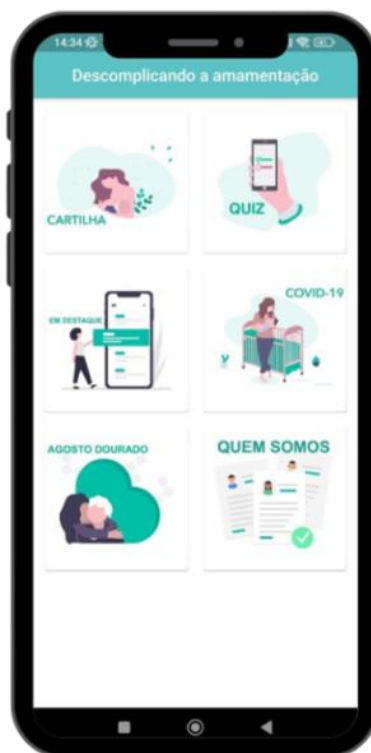 14:34
Descomplicando a amamentação
CARTILHA
QUIZ
EM DESTAQUE
COVID-19
AGOSTO DOURADO
QUEM SOMOS